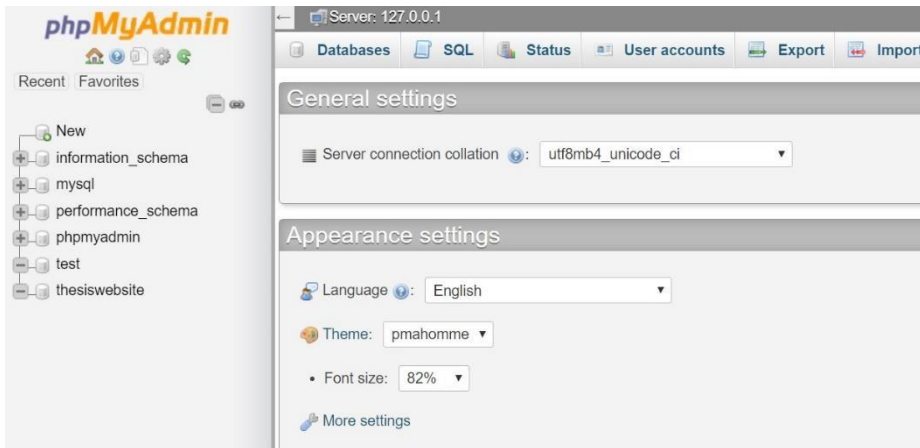 phpMyAdmin
Recent Favorites
New
information_schema
mysql
performance_schema
phpmyadmin
test
thesiswebsite
Server: 127.0.0.1
Databases SQL Status User accounts Export Import
General settings
Server connection collation : utf8mb4_unicode_ci
Appearance settings
Language : English
Theme: pmahomme
• Font size: 82%
More settings